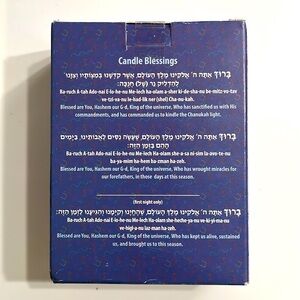 Candle Blessings
בָּרוּךְ אַתָּה ה' אֱלֹקֵינוּ מֶלֶךְ הָעוֹלָם, אֲשֶׁר קִדְּשָׁנוּ בְּמִצְוֹתָיו וְצִוָּנוּ
לְהַדְלִיק נֵר (שֶׁל) חֲנֻכָּה:
Ba-ruch A-tah Ado-nai E-lo-he-nu Me-lech ha-olam a-sher ki-de-sha-nu be-mitz-vo-tav
ve-tzi-va-nu le-had-lik ner (shel) Cha-nu-kah.
Blessed are You, Hashem our G-d, King of the universe, Who has sanctified us with His
commandments, and has commanded us to kindle the Chanukah light.
בָּרוּךְ אַתָּה ה' אֱלֹקֵינוּ מֶלֶךְ הָעוֹלָם, שֶׁעָשָׂה נִסִּים לַאֲבוֹתֵינוּ, בַּיָּמִים
הָהֵם בַּזְּמַן הַזֶּה:
Ba-ruch A-tah Ado-nai E-lo-he-nu Me-lech Ha-olam she-a-sa ni-sim la-avo-te-nu
ba-ya-mim ha-hem ba-zman ha-zeh.
Blessed are You, Hashem our G-d, King of the universe, Who has wrought miracles for
our forefathers, in those days at this season.
(first night only)
בָּרוּךְ אַתָּה ה' אֱלֹקֵינוּ מֶלֶךְ הָעוֹלָם, שֶׁהֶחֱיָנוּ וְקִיְּמָנוּ וְהִגִּיעָנוּ לִזְמַן הַזֶּה:
Ba-ruch A-tah Ado-nai E-lo-he-nu Me-lech Ha-olam she-heche-ya-nu ve-ki-yi-ma-nu
ve-higi-a-nu laz-man ha-zeh.
Blessed are You, Hashem our G-d, King of the universe, Who has kept us alive, sustained
us, and brought us to this season.